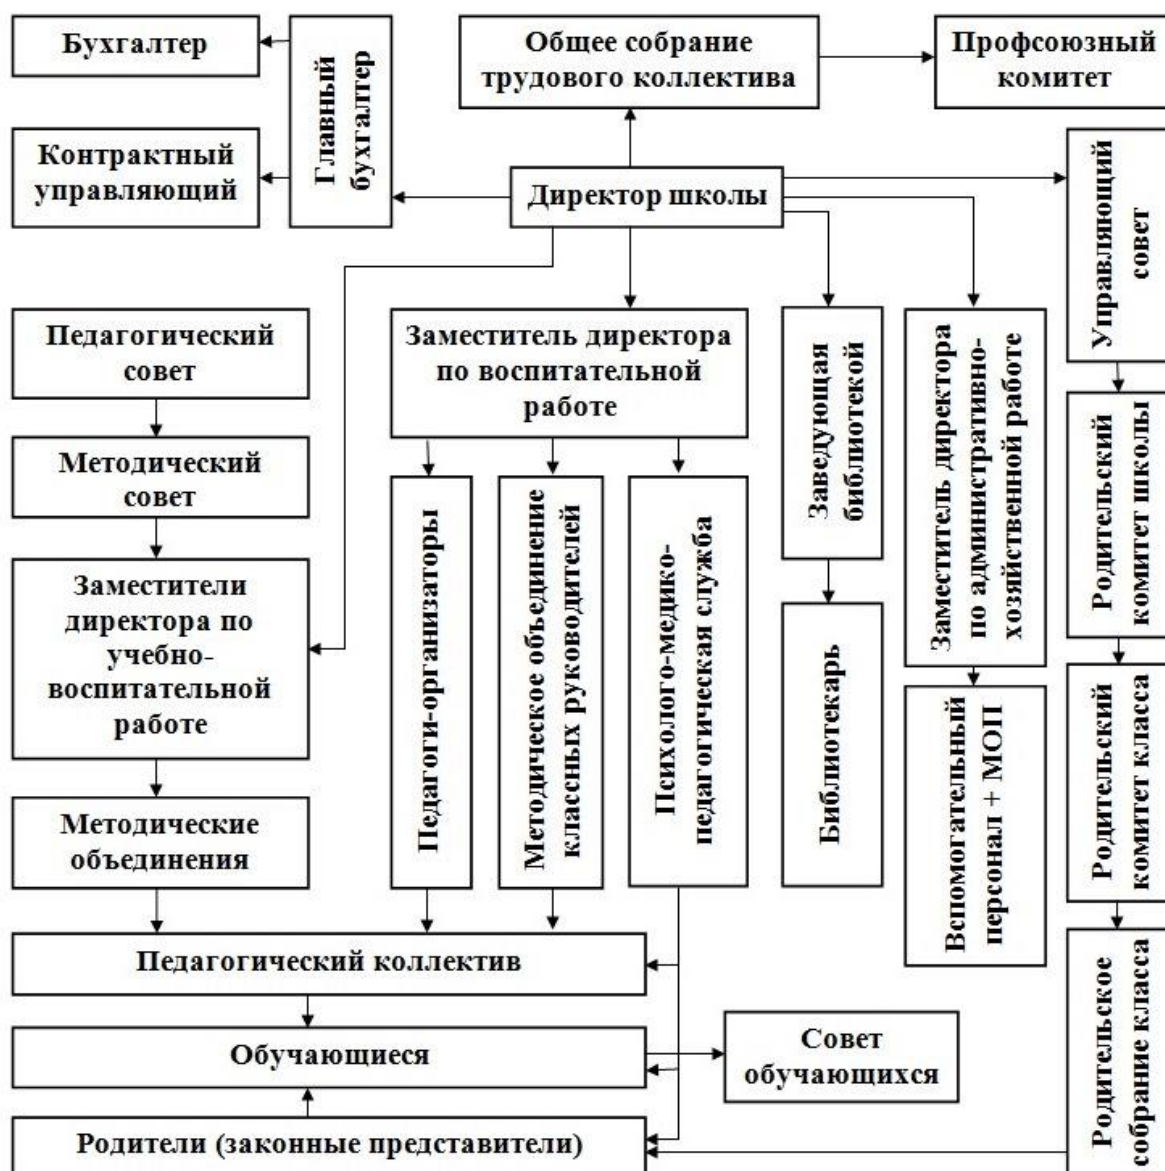 Бухгалтер
Главный
бухгалтер
Общее собрание
трудового коллектива
Профсоюзный
комитет
Контрактный
управляющий
Директор школы
Управляющий
совет
Педагогический
совет
Заместитель директора
по воспитательной
работе
Заведующая
библиотекой
Заместитель директора
по административно-
хозяйственной работе
Родительский
комитет школы
Методический
совет
Педагоги-организаторы
Методическое объединение
классных руководителей
Психолого-медико-
педагогическая служба
Заместители
директора по
учебно-
воспитательной
работе
Библиотекарь
Вспомогательный
персонал + МОП
Родительский
комитет класса
Методические
объединения
Педагогический коллектив
Родительское
собрание класса
Обучающиеся
Совет
обучающихся
Родители (законные представители)